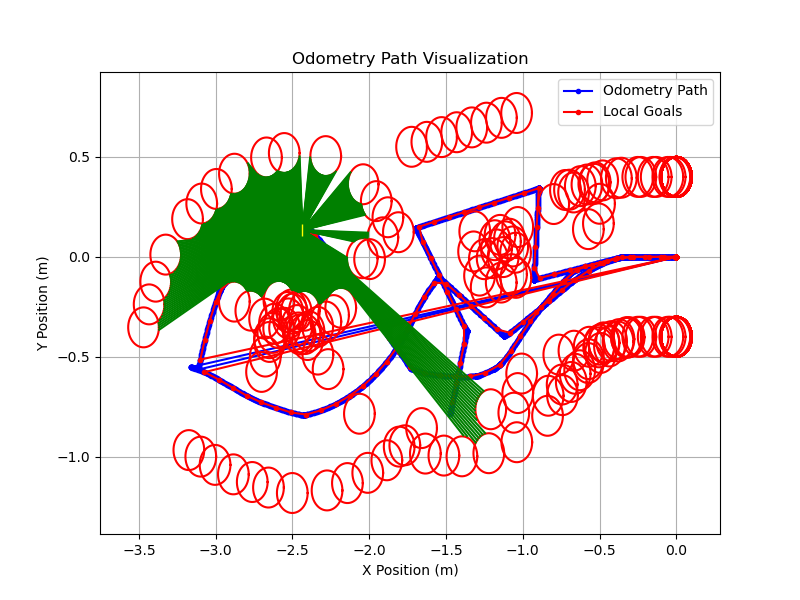 Odometry Path Visualization
Odometry Path
Local Goals
Y Position (m)
0.5
0.0
−0.5
−1.0
−3.5
−3.0
−2.5
−2.0
−1.5
−1.0
−0.5
0.0
X Position (m)